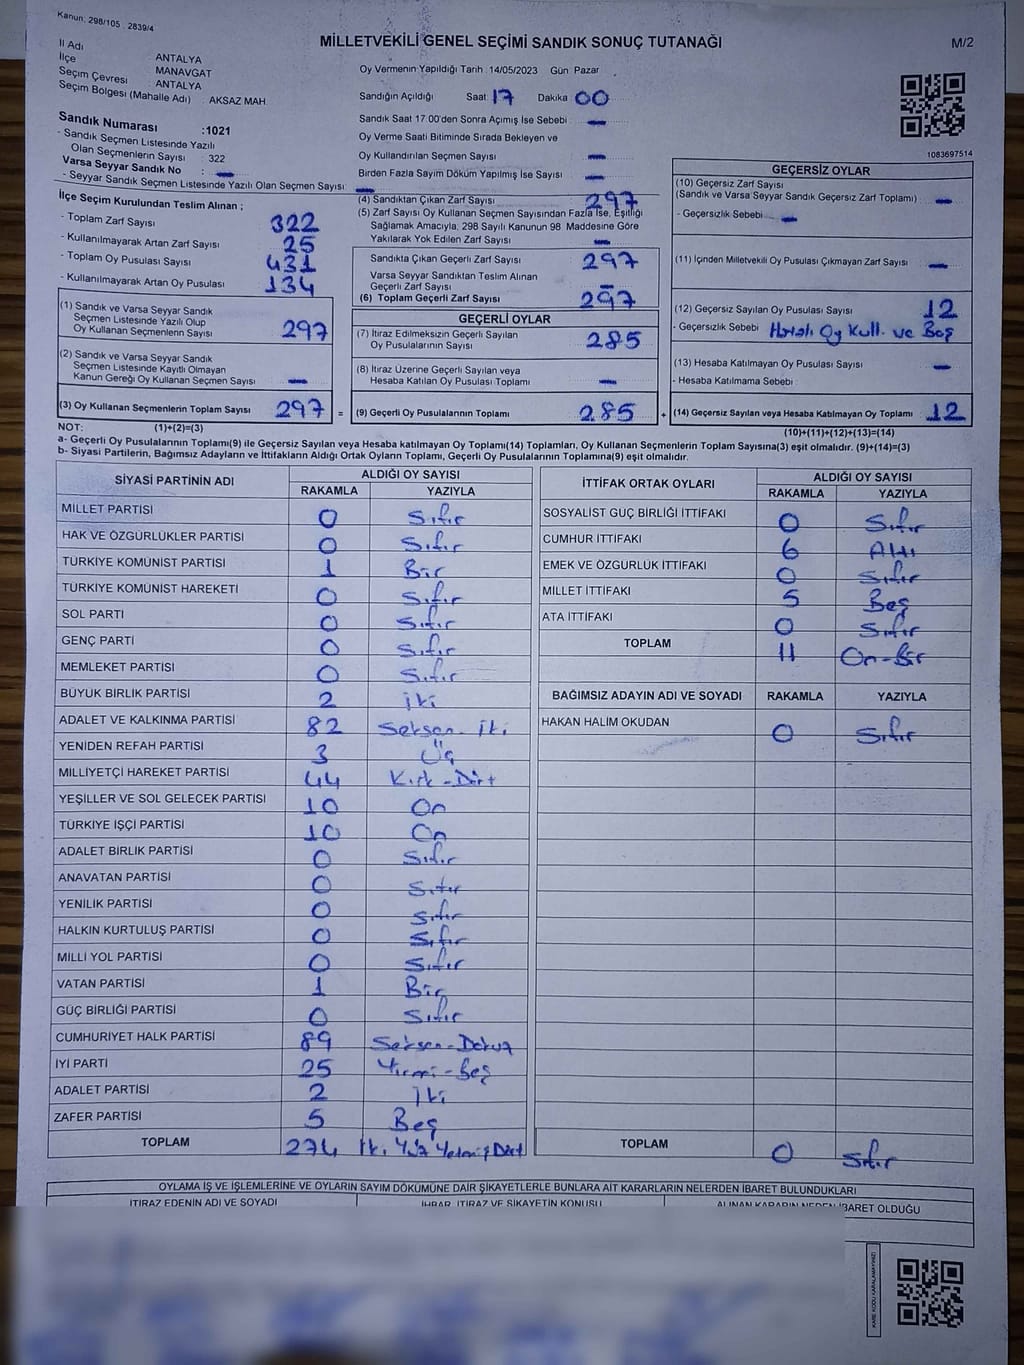 Kanun: 298/105 2839/4
MİLLETVEKİLİ GENEL SEÇİMİ SANDIK SONUÇ TUTANAĞI
M/2
İl Adı ANTALYA
İlçe MANAVGAT
Seçim Çevresi ANTALYA
Seçim Bölgesi (Mahalle Adı) : AKSAZ MAH.
Oy Vermenin Yapıldığı Tarih : 14/05/2023 Gün Pazar
Sandığın Açıldığı Saat 17 Dakika 00
Sandık Saat 17:00'den Sonra Açılmış İse Sebebi : —
Oy Verme Saati Bitiminde Sırada Bekleyen ve
Oy Kullandırılan Seçmen Sayısı —
Birden Fazla Sayım Döküm Yapılmış İse Sayısı —
Sandık Numarası :1021
- Sandık Seçmen Listesinde Yazılı
Olan Seçmenlerin Sayısı : 322
Varsa Seyyar Sandık No : —
- Seyyar Sandık Seçmen Listesinde Yazılı Olan Seçmen Sayısı: —
1083697514
İlçe Seçim Kurulundan Teslim Alınan ;
- Toplam Zarf Sayısı 322
- Kullanılmayarak Artan Zarf Sayısı 25
- Toplam Oy Pusulası Sayısı 431
- Kullanılmayarak Artan Oy Pusulası 134
(1) Sandık ve Varsa Seyyar Sandık
Seçmen Listesinde Yazılı Olup
Oy Kullanan Seçmenlerin Sayısı 297
(2) Sandık ve Varsa Seyyar Sandık
Seçmen Listesinde Kayıtlı Olmayan
Kanun Gereği Oy Kullanan Seçmen Sayısı —
(3) Oy Kullanan Seçmenlerin Toplam Sayısı 297 =
(4) Sandıktan Çıkan Zarf Sayısı 297
(5) Zarf Sayısı Oy Kullanan Seçmen Sayısından Fazla İse, Eşitliği
Sağlamak Amacıyla, 298 Sayılı Kanunun 98. Maddesine Göre
Yakılarak Yok Edilen Zarf Sayısı —
Sandıkta Çıkan Geçerli Zarf Sayısı 297
Varsa Seyyar Sandıktan Teslim Alınan
Geçerli Zarf Sayısı —
(6) Toplam Geçerli Zarf Sayısı 297
GEÇERLİ OYLAR
(7) İtiraz Edilmeksizin Geçerli Sayılan
Oy Pusulalarının Sayısı 285
(8) İtiraz Üzerine Geçerli Sayılan veya
Hesaba Katılan Oy Pusulası Toplamı —
(9) Geçerli Oy Pusulalarının Toplamı 285 +
GEÇERSİZ OYLAR
(10) Geçersiz Zarf Sayısı
(Sandık ve Varsa Seyyar Sandık Geçersiz Zarf Toplamı) —
- Geçersizlik Sebebi —
(11) İçinden Milletvekili Oy Pusulası Çıkmayan Zarf Sayısı —
(12) Geçersiz Sayılan Oy Pusulası Sayısı 12
- Geçersizlik Sebebi Hatalı Oy Kull. ve Boş
(13) Hesaba Katılmayan Oy Pusulası Sayısı —
- Hesaba Katılmama Sebebi
(14) Geçersiz Sayılan veya Hesaba Katılmayan Oy Toplamı 12
NOT: (1)+(2)=(3)
(10)+(11)+(12)+(13)=(14)
a- Geçerli Oy Pusulalarının Toplamı(9) ile Geçersiz Sayılan veya Hesaba katılmayan Oy Toplamı(14) Toplamları, Oy Kullanan Seçmenlerin Toplam Sayısına(3) eşit olmalıdır. (9)+(14)=(3)
b- Siyasi Partilerin, Bağımsız Adayların ve İttifakların Aldığı Ortak Oyların Toplamı, Geçerli Oy Pusulalarının Toplamına(9) eşit olmalıdır.
SİYASİ PARTİNİN ADI ALDIĞI OY SAYISI
RAKAMLA YAZIYLA
MİLLET PARTİSİ 0 Sıfır
HAK VE ÖZGÜRLÜKLER PARTİSİ 0 Sıfır
TÜRKİYE KOMÜNİST PARTİSİ 1 Bir
TÜRKİYE KOMÜNİST HAREKETİ 0 Sıfır
SOL PARTİ 0 Sıfır
GENÇ PARTİ 0 Sıfır
MEMLEKET PARTİSİ 0 Sıfır
BÜYÜK BİRLİK PARTİSİ 2 İki
ADALET VE KALKINMA PARTİSİ 82 Seksen-İki
YENİDEN REFAH PARTİSİ 3 Üç
MİLLİYETÇİ HAREKET PARTİSİ 44 Kırk-Dört
YEŞİLLER VE SOL GELECEK PARTİSİ 10 On
TÜRKİYE İŞÇİ PARTİSİ 10 On
ADALET BİRLİK PARTİSİ 0 Sıfır
ANAVATAN PARTİSİ 0 Sıfır
YENİLİK PARTİSİ 0 Sıfır
HALKIN KURTULUŞ PARTİSİ 0 Sıfır
MİLLİ YOL PARTİSİ 0 Sıfır
VATAN PARTİSİ 1 Bir
GÜÇ BİRLİĞİ PARTİSİ 0 Sıfır
CUMHURİYET HALK PARTİSİ 89 Seksen-Dokuz
İYİ PARTİ 25 Yirmi-Beş
ADALET PARTİSİ 2 İki
ZAFER PARTİSİ 5 Beş
TOPLAM 274 İki Yüz Yetmiş Dört
İTTİFAK ORTAK OYLARI ALDIĞI OY SAYISI
RAKAMLA YAZIYLA
SOSYALİST GÜÇ BİRLİĞİ İTTİFAKI 0 Sıfır
CUMHUR İTTİFAKI 6 Altı
EMEK VE ÖZGÜRLÜK İTTİFAKI 0 Sıfır
MİLLET İTTİFAKI 5 Beş
ATA İTTİFAKI 0 Sıfır
TOPLAM 11 On-Bir
BAĞIMSIZ ADAYIN ADI VE SOYADI RAKAMLA YAZIYLA
HAKAN HALİM OKUDAN 0 Sıfır
TOPLAM 0 Sıfır
OYLAMA İŞ VE İŞLEMLERİNE VE OYLARIN SAYIM DÖKÜMÜNE DAİR ŞİKAYETLERLE BUNLARA AİT KARARLARIN NELERDEN İBARET BULUNDUKLARI
İTİRAZ EDENİN ADI VE SOYADI İHBAR, İTİRAZ VE ŞİKAYETİN KONUSU ALINAN KARARIN NEDEN İBARET OLDUĞU
KARE KODU KARALAMAYINIZ!